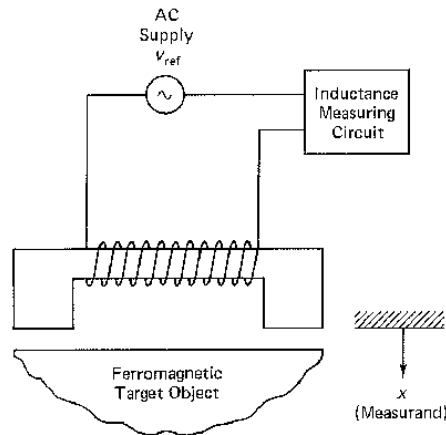 AC
Supply
v_ref
Inductance
Measuring
Circuit
Ferromagnetic
Target Object
x
(Measurand)